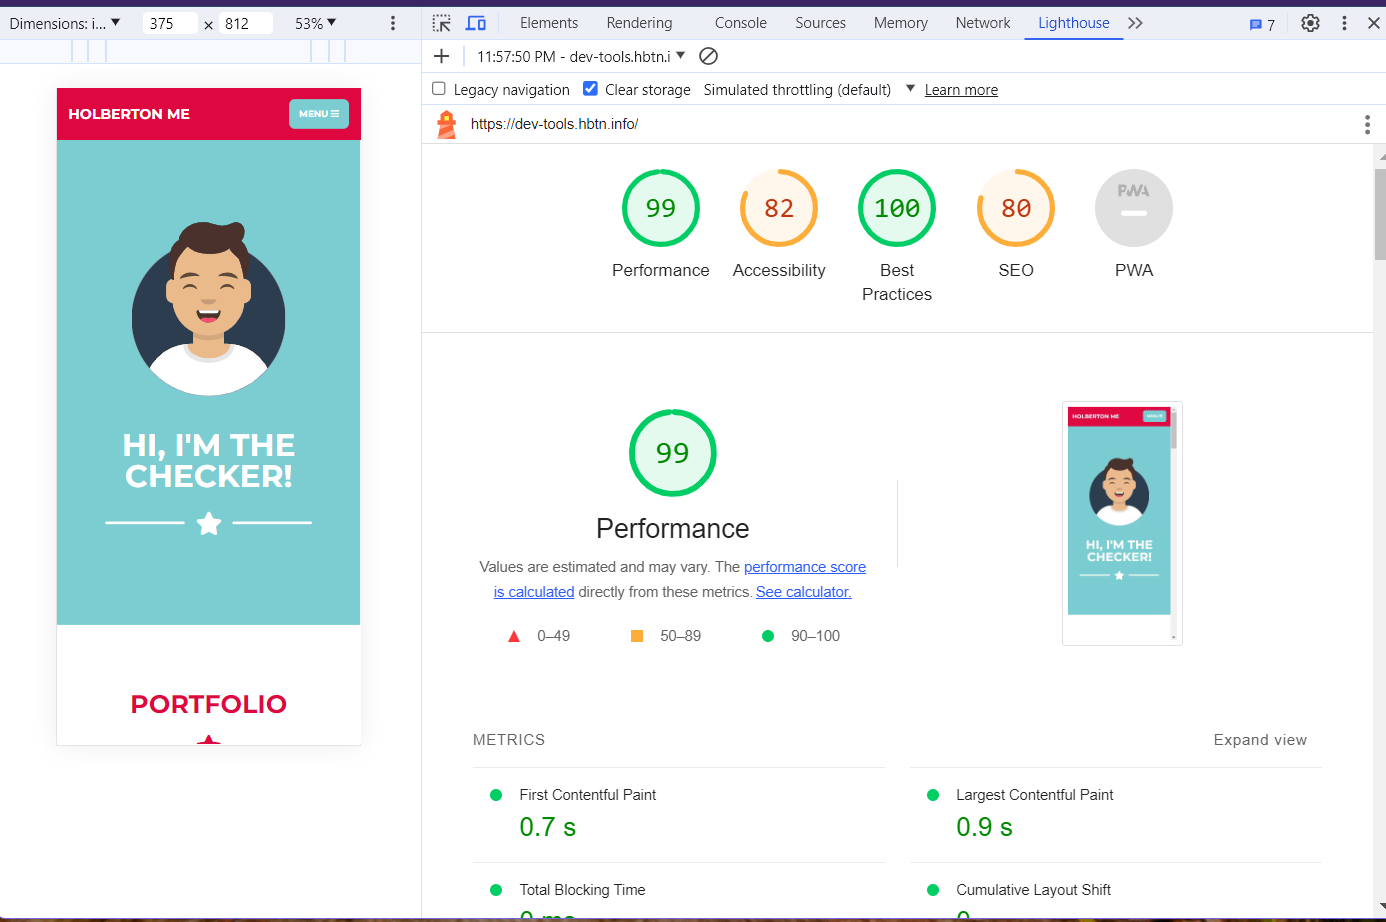 Dimensions: i... 375 × 812 53%
Elements Rendering Console Sources Memory Network Lighthouse 7
11:57:50 PM - dev-tools.hbtn.i
Legacy navigation Clear storage Simulated throttling (default) Learn more
https://dev-tools.hbtn.info/
HOLBERTON ME MENU
HI, I'M THE
CHECKER!
PORTFOLIO
99 82 100 80 PWA
Performance Accessibility Best Practices SEO PWA
99
Performance
Values are estimated and may vary. The performance score
is calculated directly from these metrics. See calculator.
0–49 50–89 90–100
HOLBERTON ME MENU
HI, I'M THE
CHECKER!
METRICS Expand view
First Contentful Paint
0.7 s
Largest Contentful Paint
0.9 s
Total Blocking Time
0 ms
Cumulative Layout Shift
0